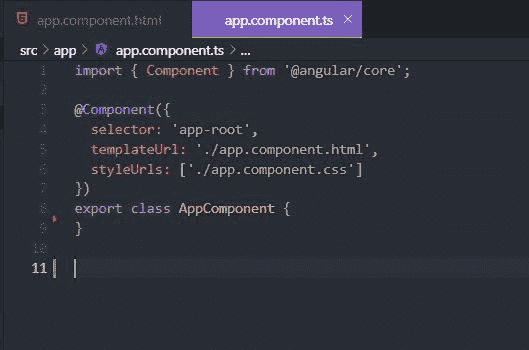 app.component.html
app.component.ts ×
src > app > app.component.ts > ...
1 import { Component } from '@angular/core';
2
3 @Component({
4 selector: 'app-root',
5 templateUrl: './app.component.html',
6 styleUrls: ['./app.component.css']
7 })
8 export class AppComponent {
9 }
10
11